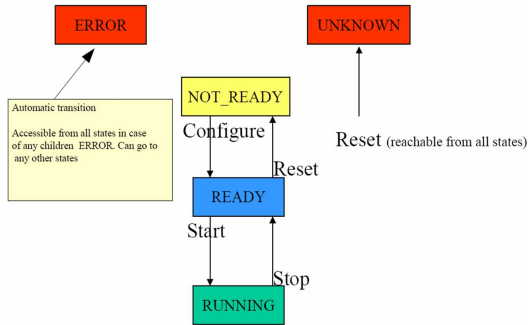 ERROR
UNKNOWN
NOT_READY
Automatic transition
Accessible from all states in case
of any children ERROR. Can go to
any other states
Configure
Reset (reachable from all states)
Reset
READY
Start
Stop
RUNNING